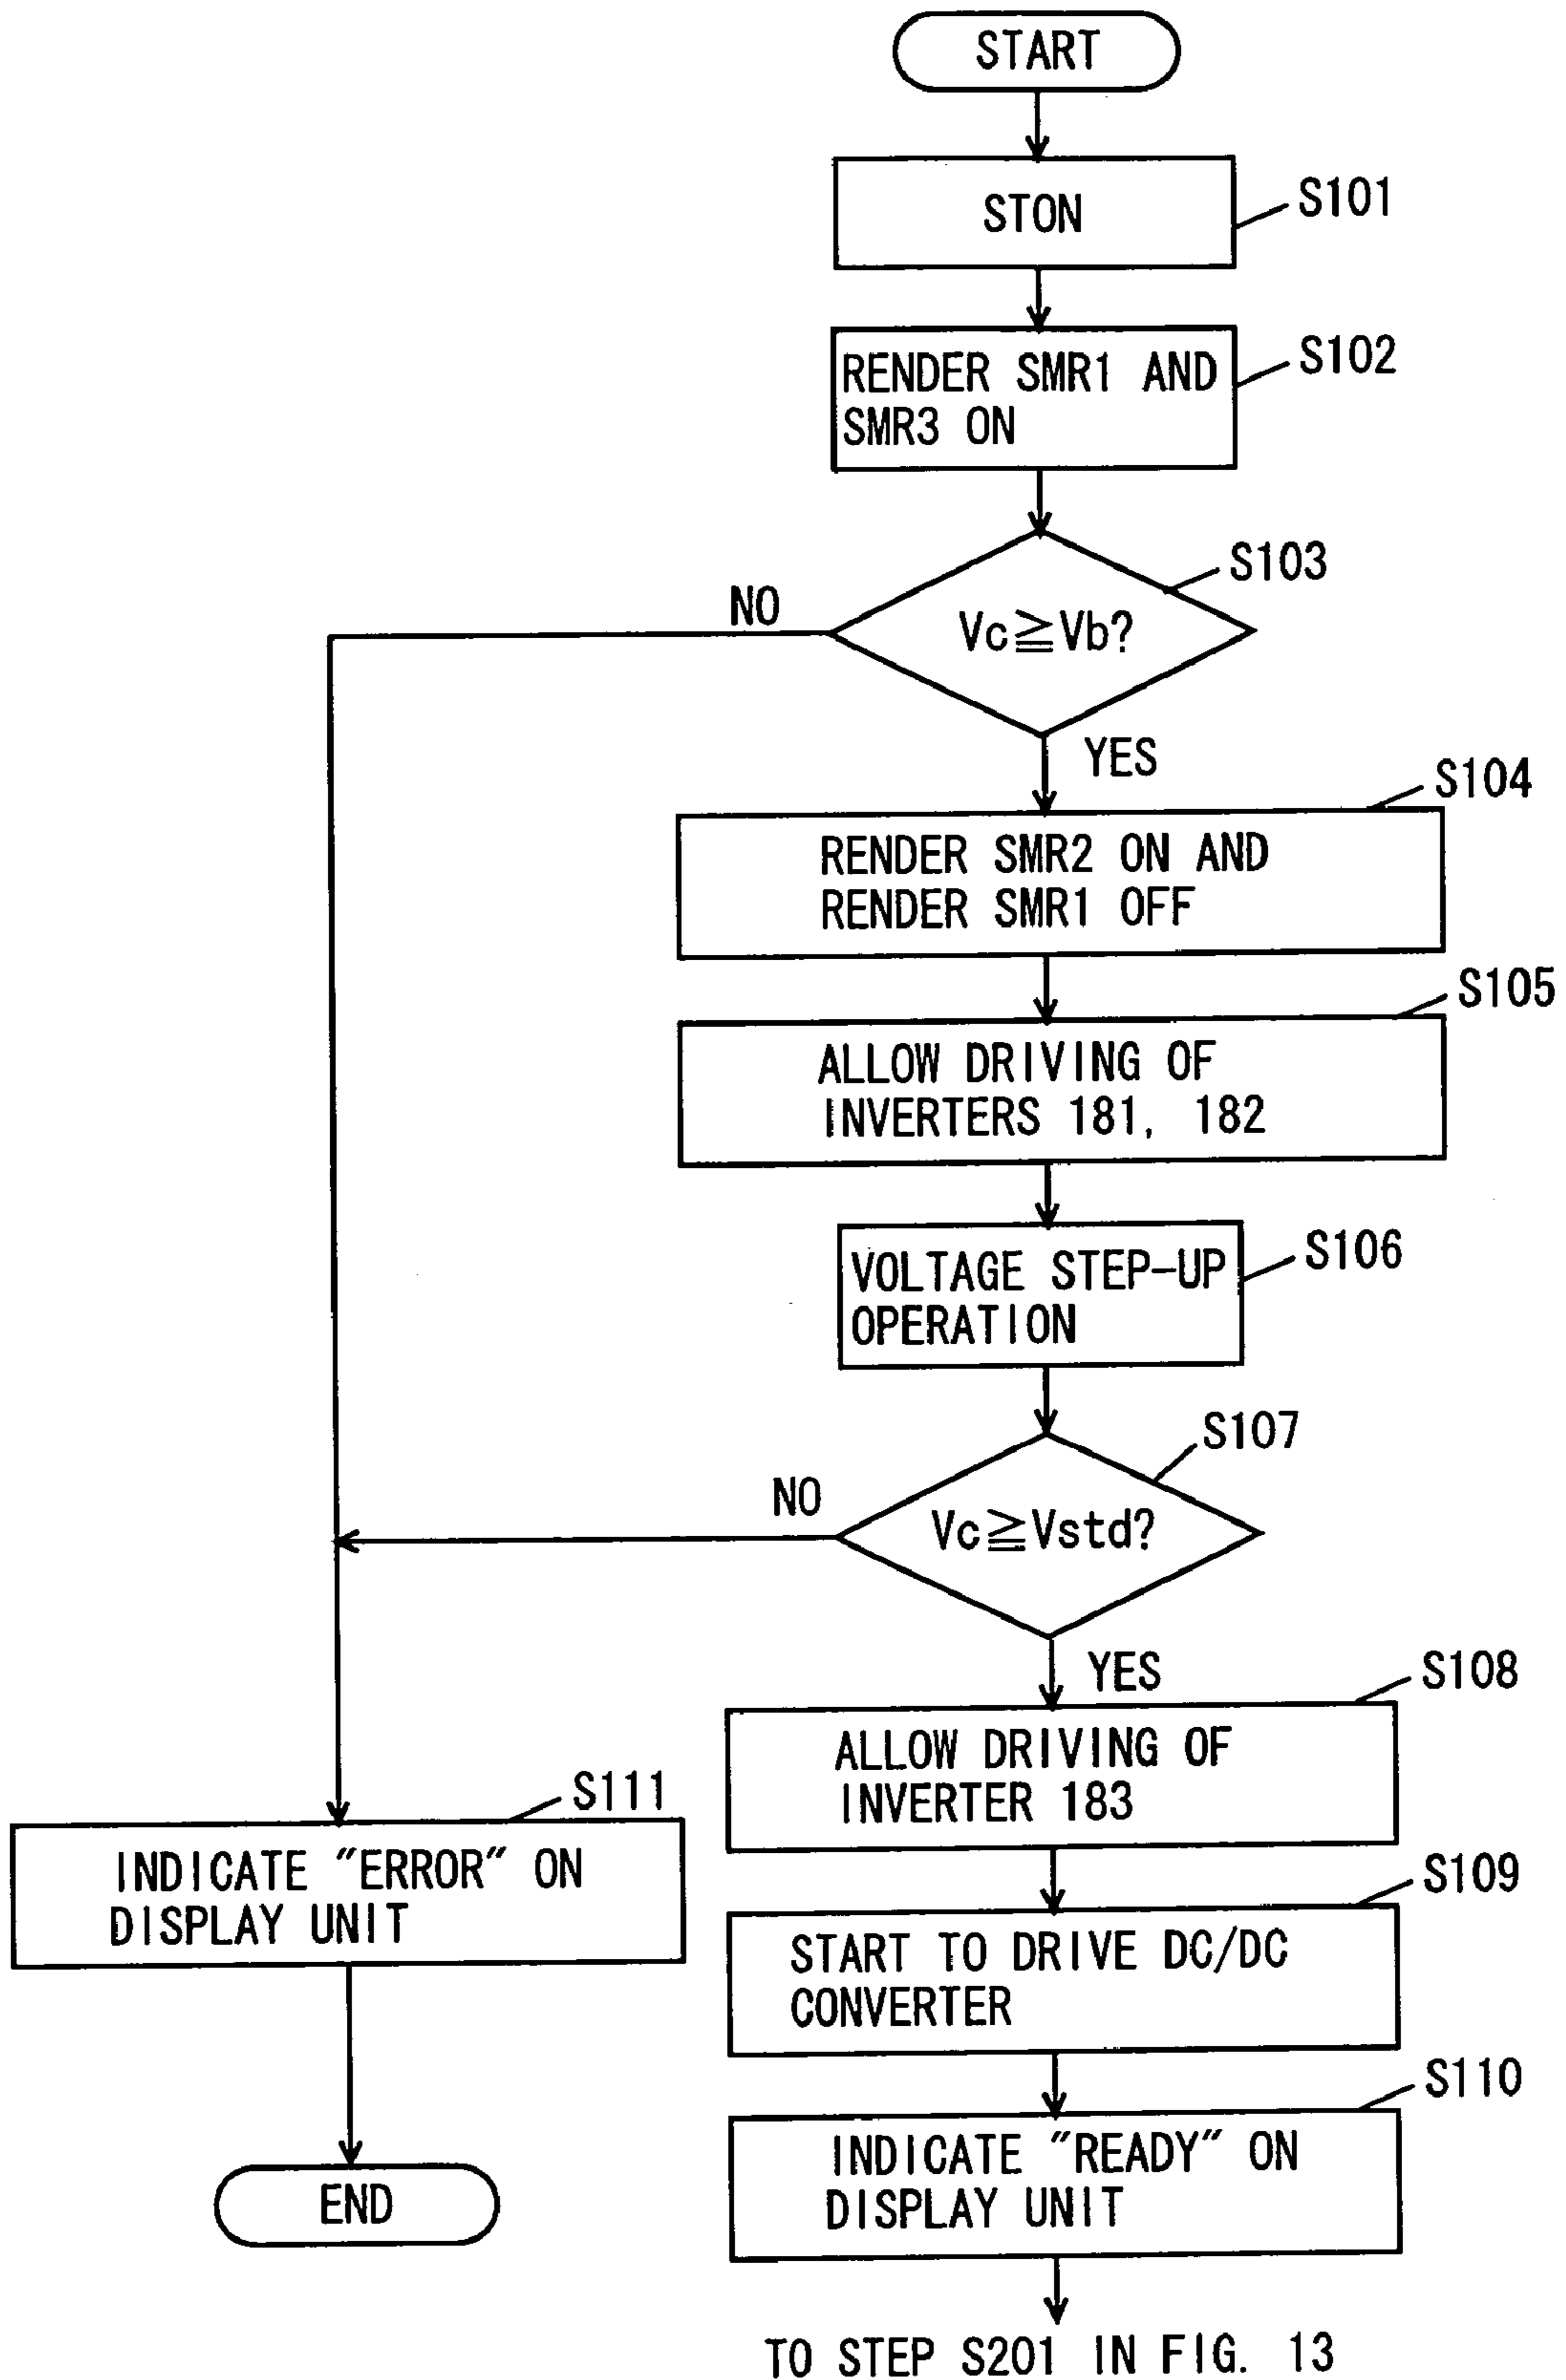 START
STON
S101
RENDER SMR1 AND
SMR3 ON
S102
Vc≧Vb?
S103
NO
YES
RENDER SMR2 ON AND
RENDER SMR1 OFF
S104
ALLOW DRIVING OF
INVERTERS 181, 182
S105
VOLTAGE STEP-UP
OPERATION
S106
Vc≧Vstd?
S107
NO
YES
ALLOW DRIVING OF
INVERTER 183
S108
START TO DRIVE DC/DC
CONVERTER
S109
INDICATE "READY" ON
DISPLAY UNIT
S110
TO STEP S201 IN FIG. 13
INDICATE "ERROR" ON
DISPLAY UNIT
S111
END